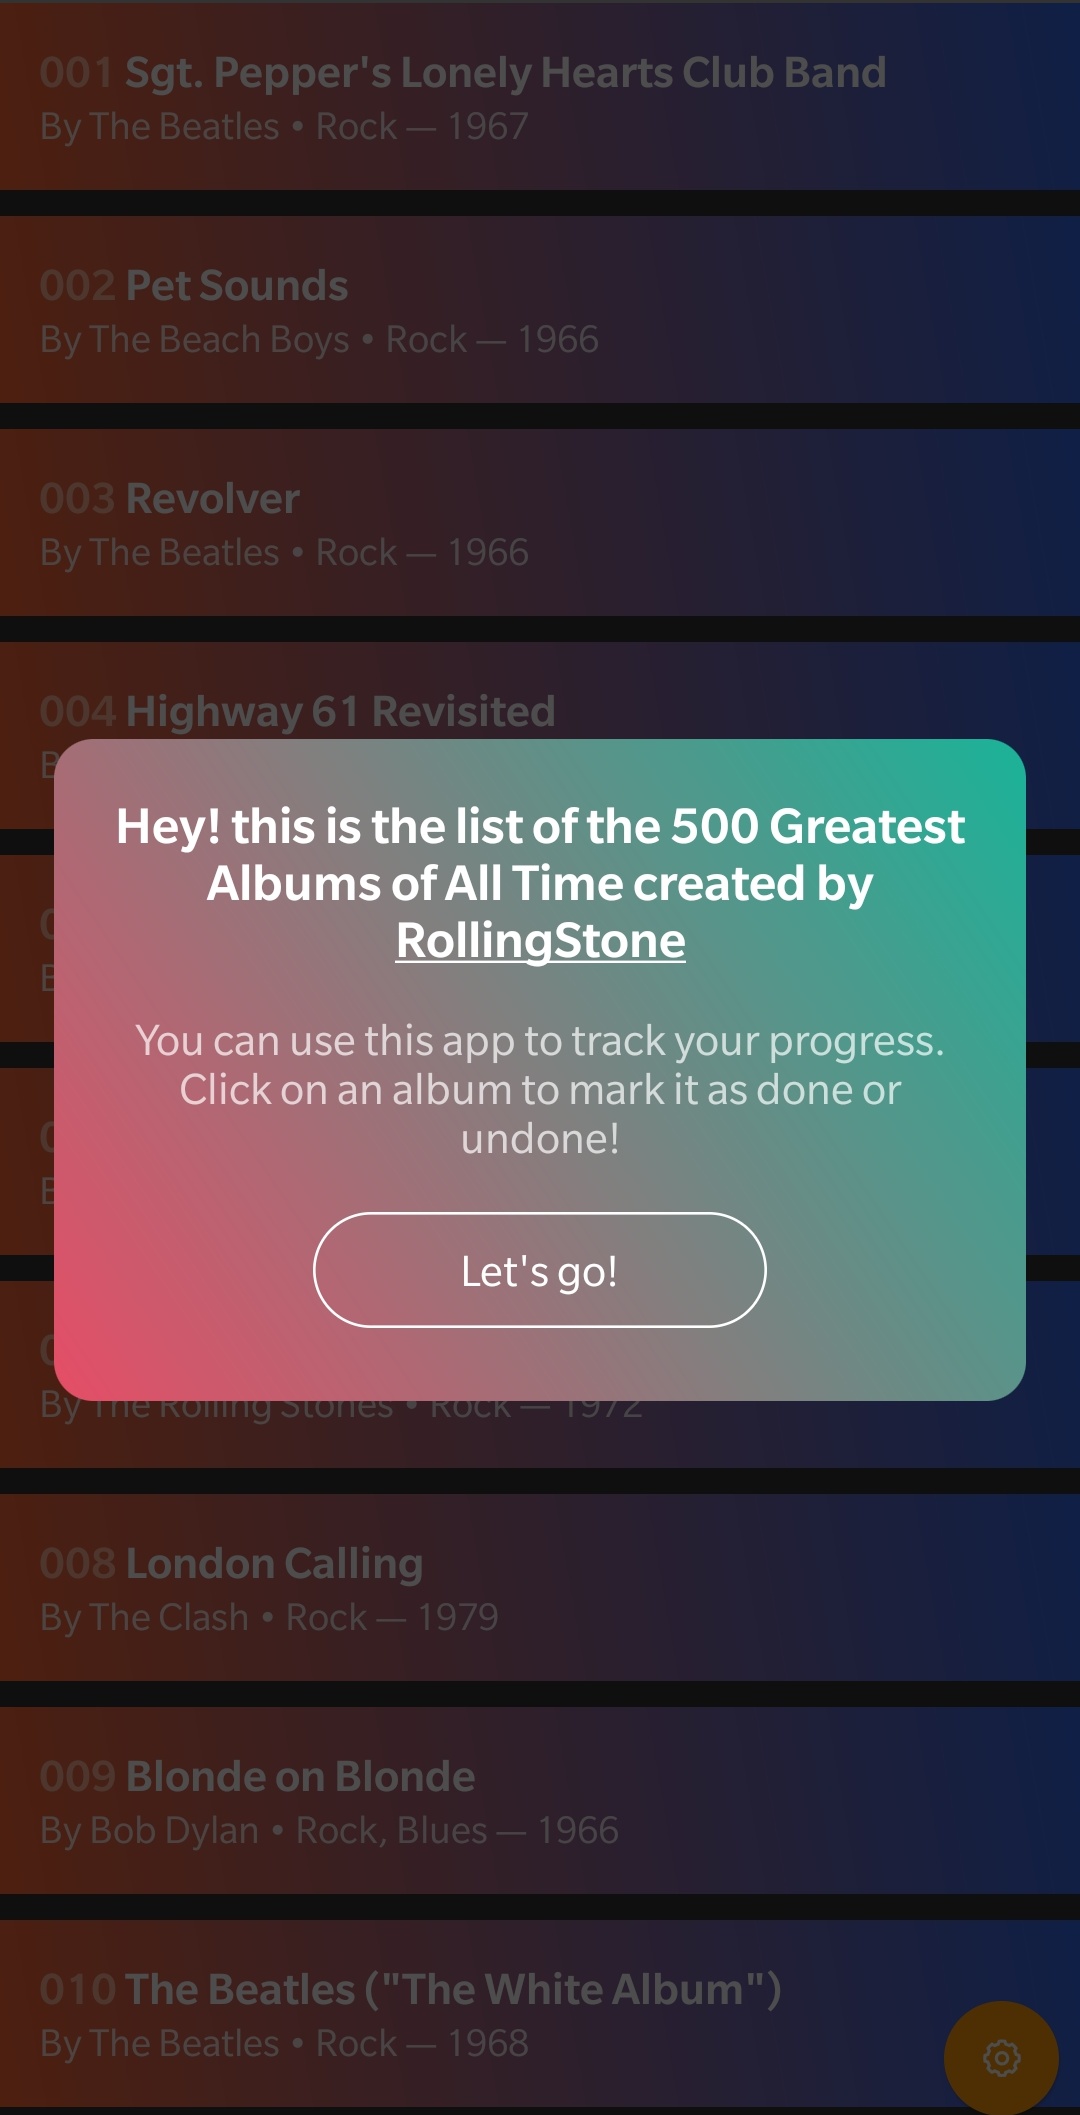 001 Sgt. Pepper's Lonely Hearts Club Band
By The Beatles • Rock — 1967
002 Pet Sounds
By The Beach Boys • Rock — 1966
003 Revolver
By The Beatles • Rock — 1966
004 Highway 61 Revisited
Hey! this is the list of the 500 Greatest
Albums of All Time created by
RollingStone
You can use this app to track your progress.
Click on an album to mark it as done or
undone!
Let's go!
By The Rolling Stones • Rock — 1972
008 London Calling
By The Clash • Rock — 1979
009 Blonde on Blonde
By Bob Dylan • Rock, Blues — 1966
010 The Beatles ("The White Album")
By The Beatles • Rock — 1968